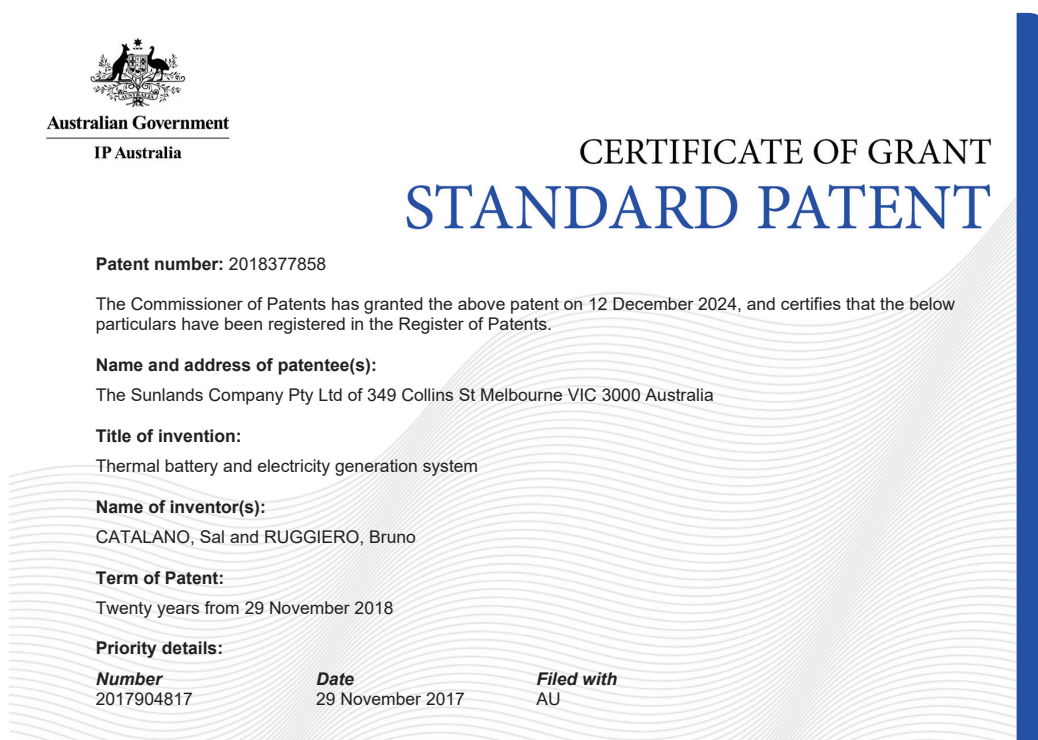 Australian Government
IP Australia
CERTIFICATE OF GRANT
STANDARD PATENT
Patent number: 2018377858
The Commissioner of Patents has granted the above patent on 12 December 2024, and certifies that the below
particulars have been registered in the Register of Patents.
Name and address of patentee(s):
The Sunlands Company Pty Ltd of 349 Collins St Melbourne VIC 3000 Australia
Title of invention:
Thermal battery and electricity generation system
Name of inventor(s):
CATALANO, Sal and RUGGIERO, Bruno
Term of Patent:
Twenty years from 29 November 2018
Priority details:
Number Date Filed with
2017904817 29 November 2017 AU